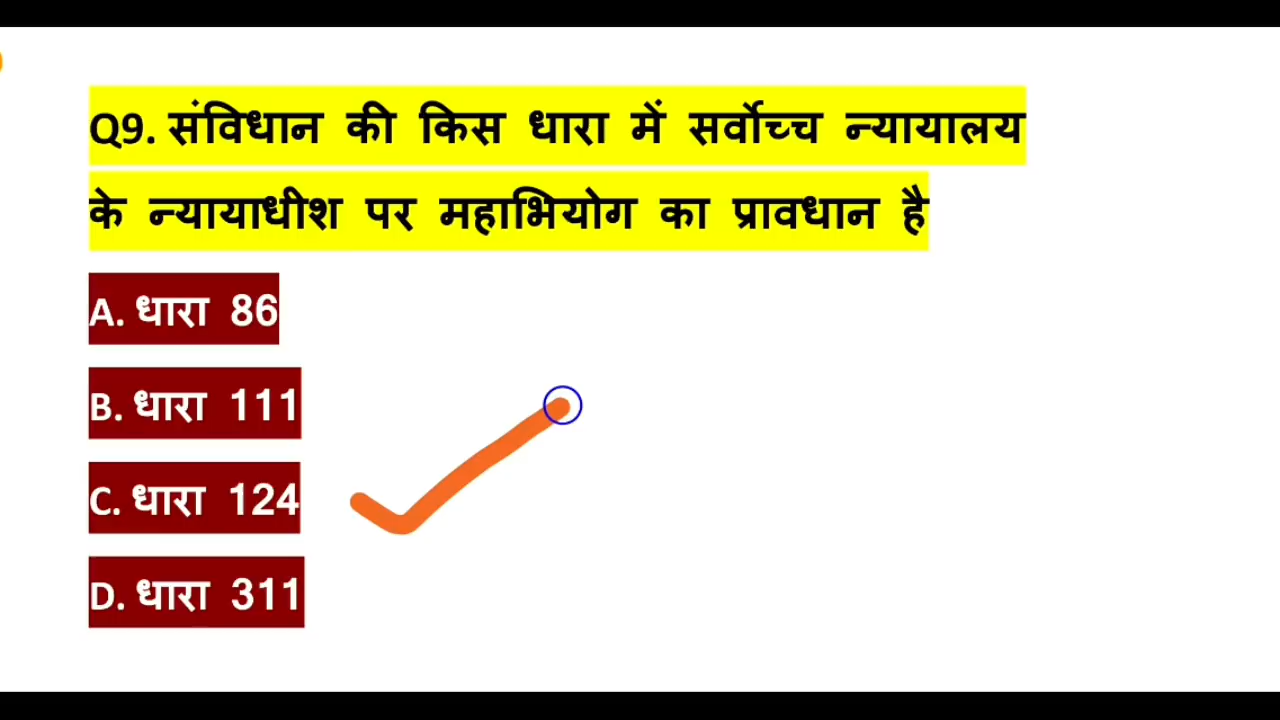 Q9. संविधान की किस धारा में सर्वोच्च न्यायालय
के न्यायाधीश पर महाभियोग का प्रावधान है
A. धारा 86
B. धारा 111
C. धारा 124
D. धारा 311